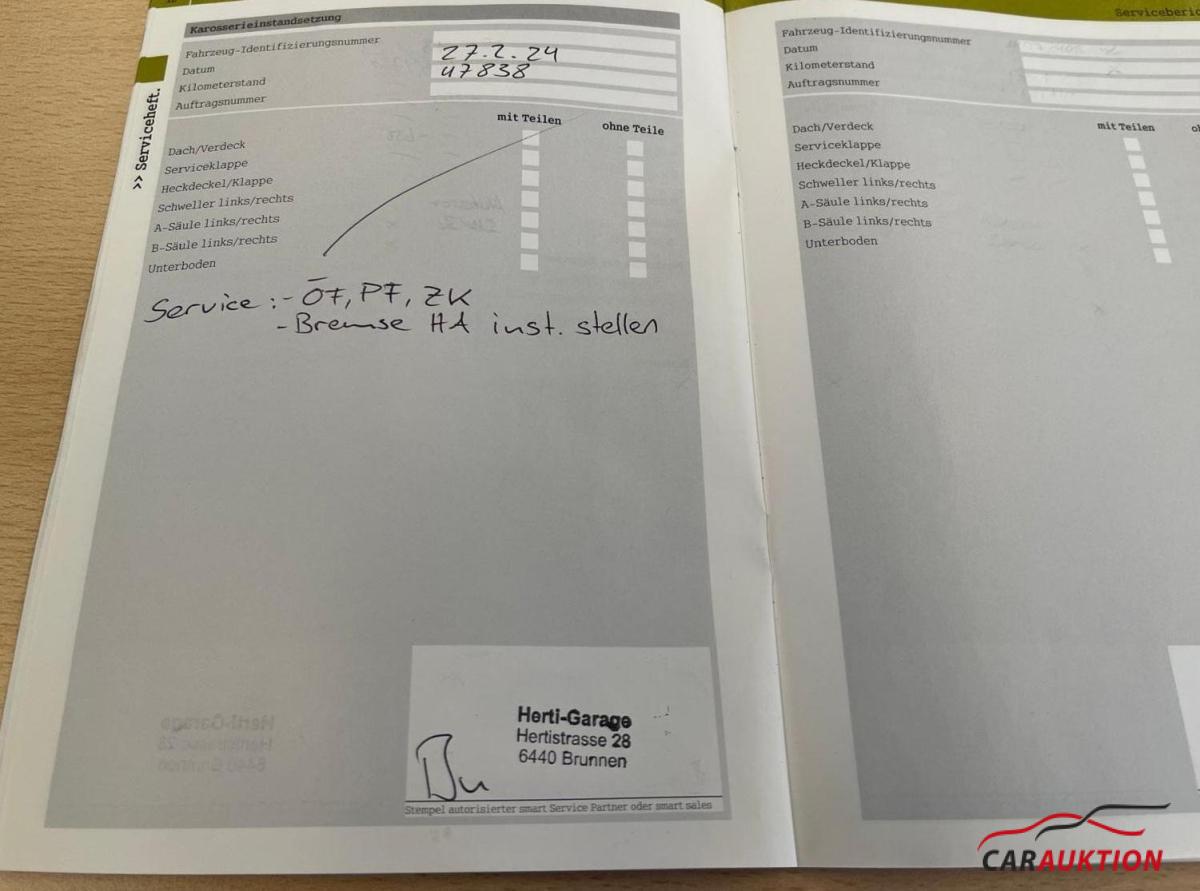 Karosserieinstandsetzung
Fahrzeug-Identifizierungsnummer
Datum 27.2.24
Kilometerstand 47838
Auftragsnummer
mit Teilen ohne Teile
Dach/Verdeck
Serviceklappe
Heckdeckel/Klappe
Schweller links/rechts
A-Säule links/rechts
B-Säule links/rechts
Unterboden
Service: - ÖF, PF, ZK
- Bremse HA inst. stellen
>> Serviceheft.
Herti-Garage
Hertistrasse 28
6440 Brunnen
Stempel autorisierter smart Service Partner oder smart sales
Fahrzeug-Identifizierungsnummer
Datum
Kilometerstand
Auftragsnummer
mit Teilen
Dach/Verdeck
Serviceklappe
Heckdeckel/Klappe
Schweller links/rechts
A-Säule links/rechts
B-Säule links/rechts
Unterboden
CARAUKTION